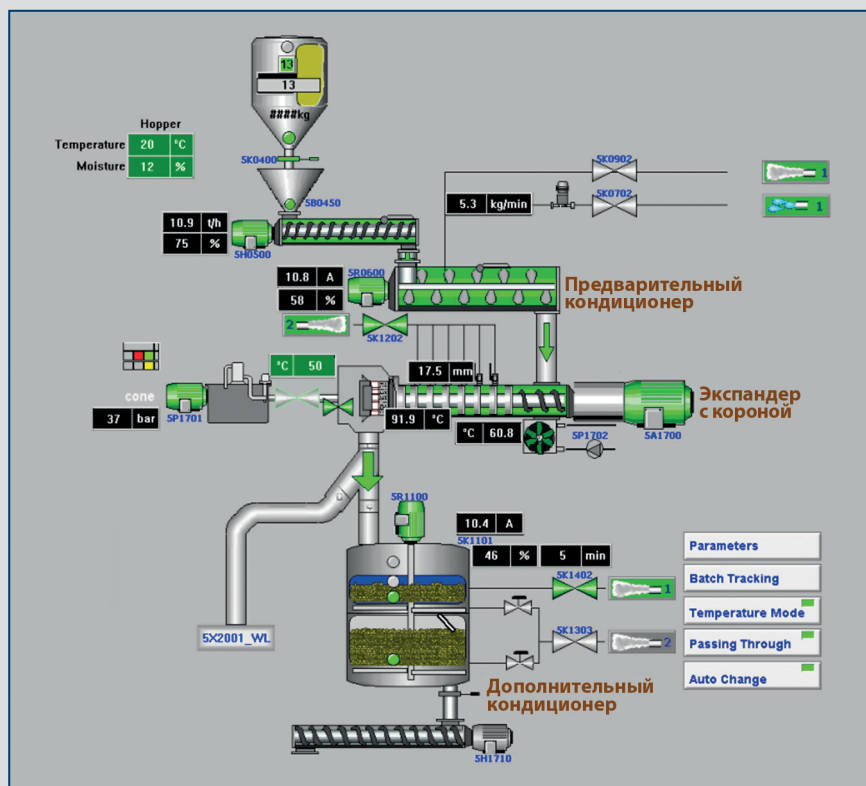 13
13
####kg
Hopper
Temperature 20 °C
Moisture 12 %
5K0400
5B0450
5K0902
1
5.3 kg/min
5K0702
1
10.9 t/h
75 %
5H0500
10.8 A
58 %
5R0600
Предварительный
кондиционер
2
5K1202
°C 50
17.5 mm
cone
37 bar
5P1701
91.9 °C
°C 60.8
5P1702
5A1700
Экспандер
с короной
5R1100
10.4 A
5K1101
46 %
5 min
5K1402
1
5K1303
2
5X2001_WL
Parameters
Batch Tracking
Temperature Mode
Passing Through
Auto Change
Дополнительный
кондиционер
5H1710